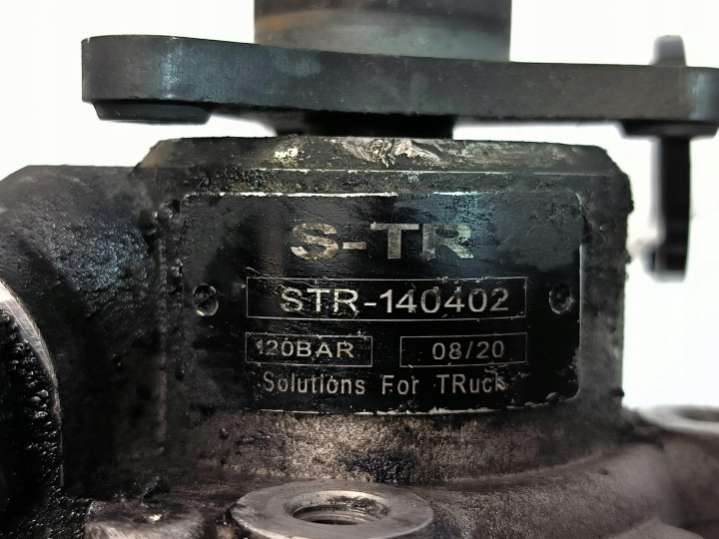 S-TR
STR-140402
120BAR 08/20
Solutions For TRuck